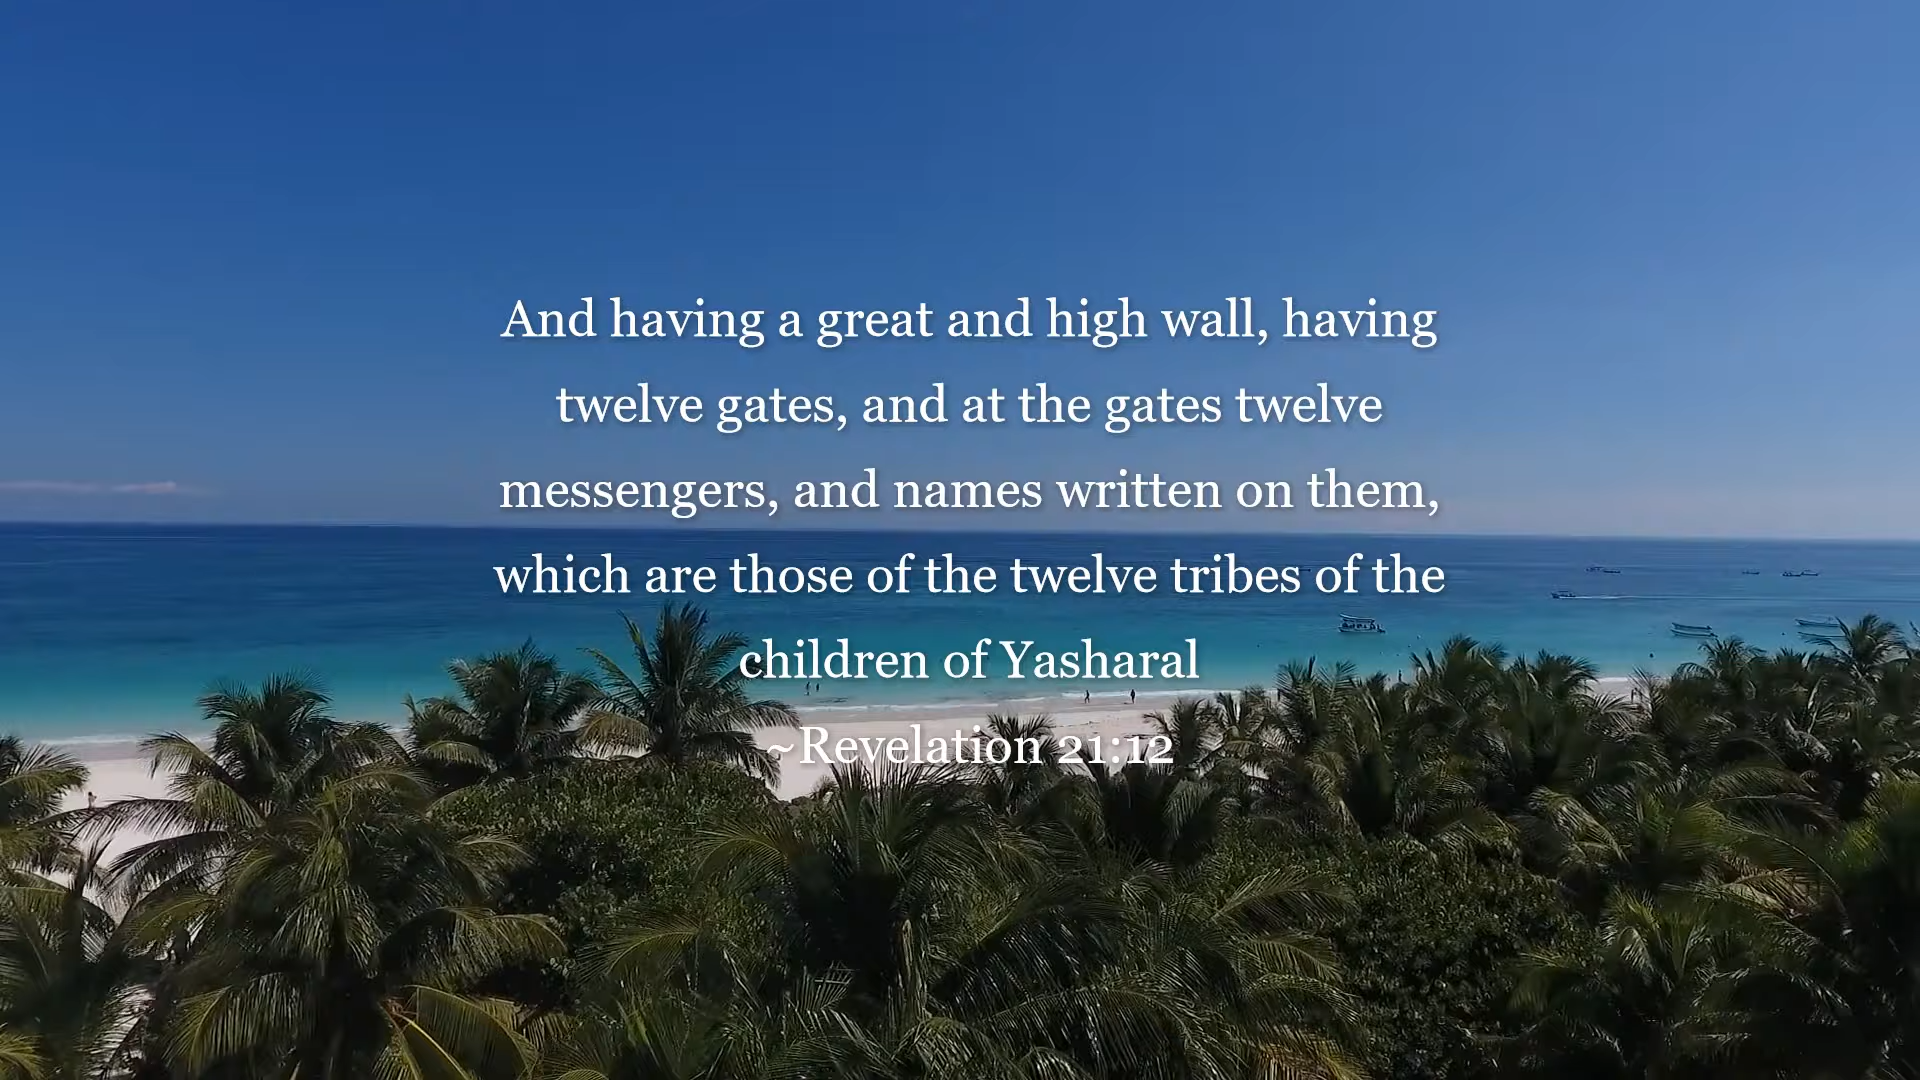 And having a great and high wall, having
twelve gates, and at the gates twelve
messengers, and names written on them,
which are those of the twelve tribes of the
children of Yasharal
~Revelation 21:12